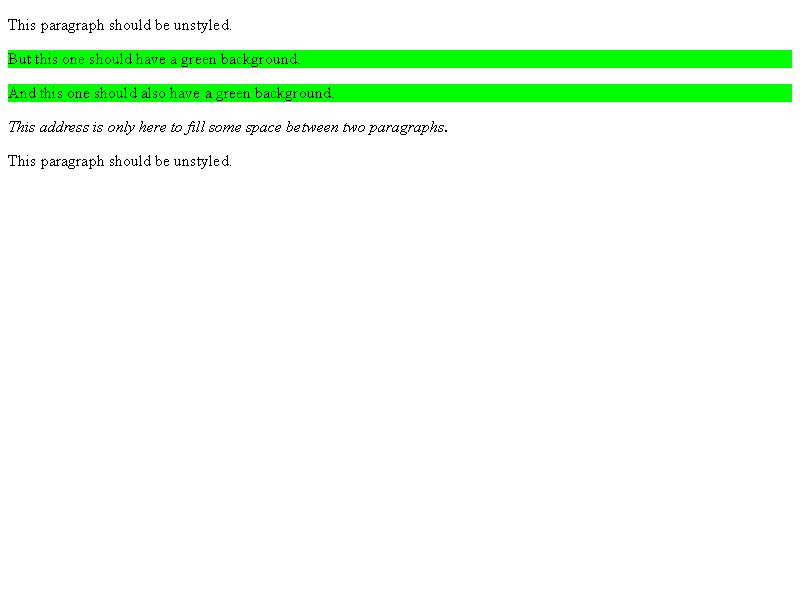 This paragraph should be unstyled.
But this one should have a green background.
And this one should also have a green background.
This address is only here to fill some space between two paragraphs.
This paragraph should be unstyled.